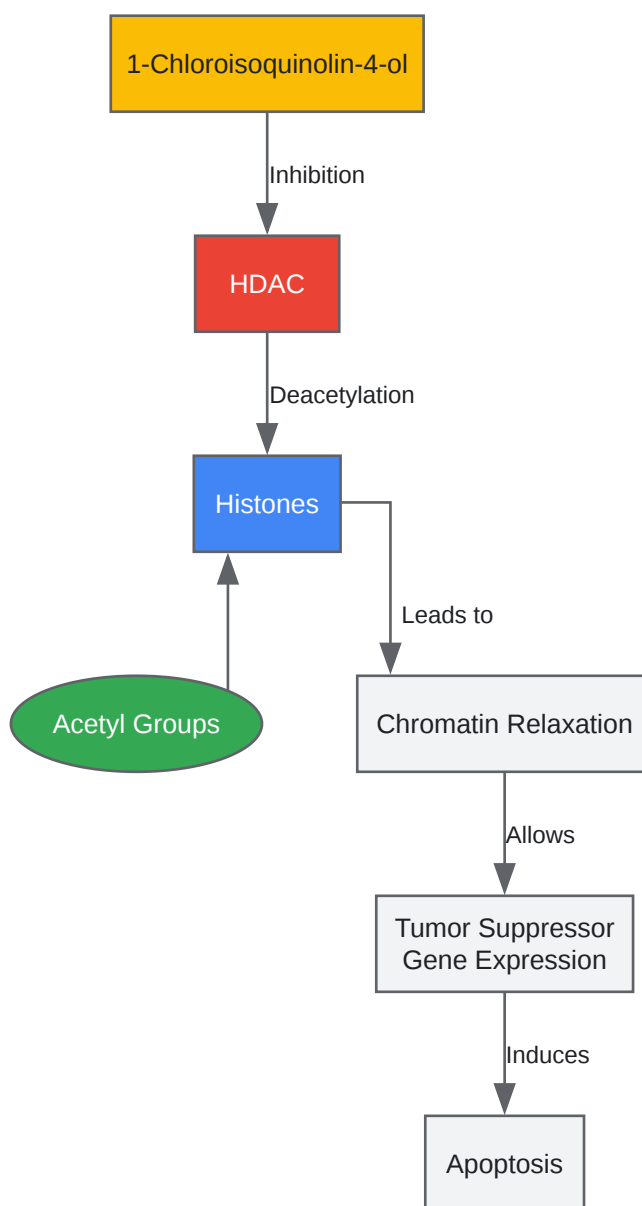 1-Chloroisoquinolin-4-ol
Inhibition
HDAC
Deacetylation
Histones
Leads to
Acetyl Groups
Chromatin Relaxation
Allows
Tumor Suppressor
Gene Expression
Induces
Apoptosis